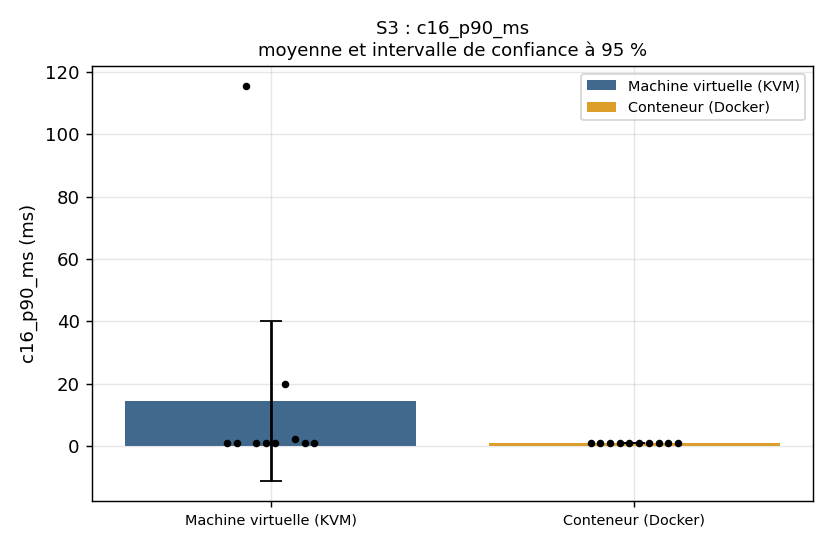 S3 : c16_p90_ms
moyenne et intervalle de confiance à 95 %
Machine virtuelle (KVM)
Conteneur (Docker)
c16_p90_ms (ms)
120
100
80
60
40
20
0
Machine virtuelle (KVM)
Conteneur (Docker)